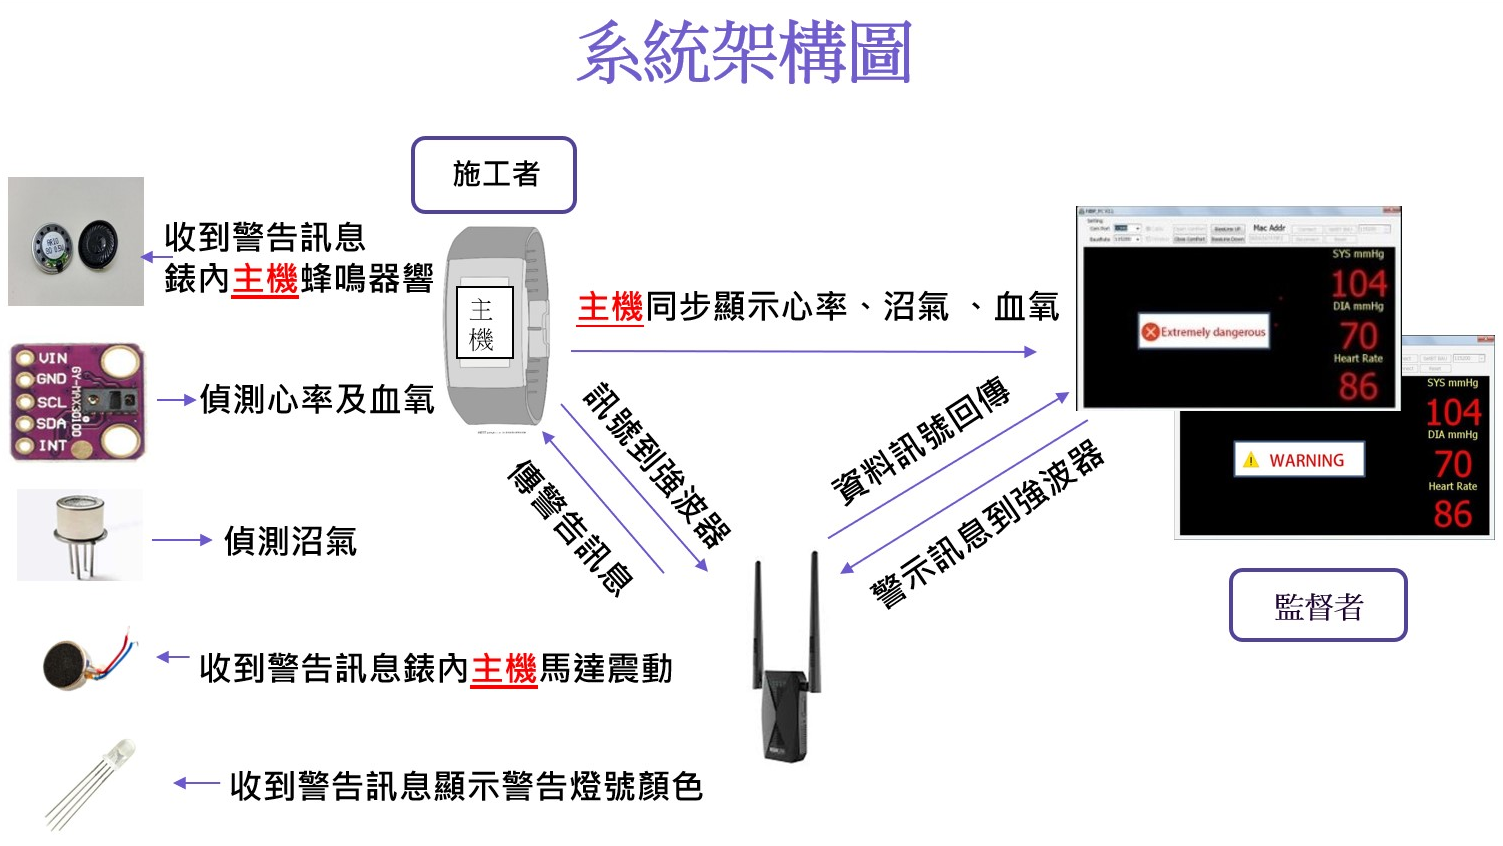 系統架構圖
施工者
收到警告訊息
錶內主機蜂鳴器響
主
機
主機同步顯示心率、沼氣 、血氧
VIN
GND
SCL
SDA
INT
GY-MAX30100
偵測心率及血氧
偵測沼氣
收到警告訊息錶內主機馬達震動
收到警告訊息顯示警告燈號顏色
訊號到強波器
傳警告訊息
資料訊號回傳
警示訊息到強波器
Mac Addr
SYS mmHg
104
DIA mmHg
70
Heart Rate
86
Extremely dangerous
SYS mmHg
104
DIA mmHg
70
Heart Rate
86
WARNING
監督者